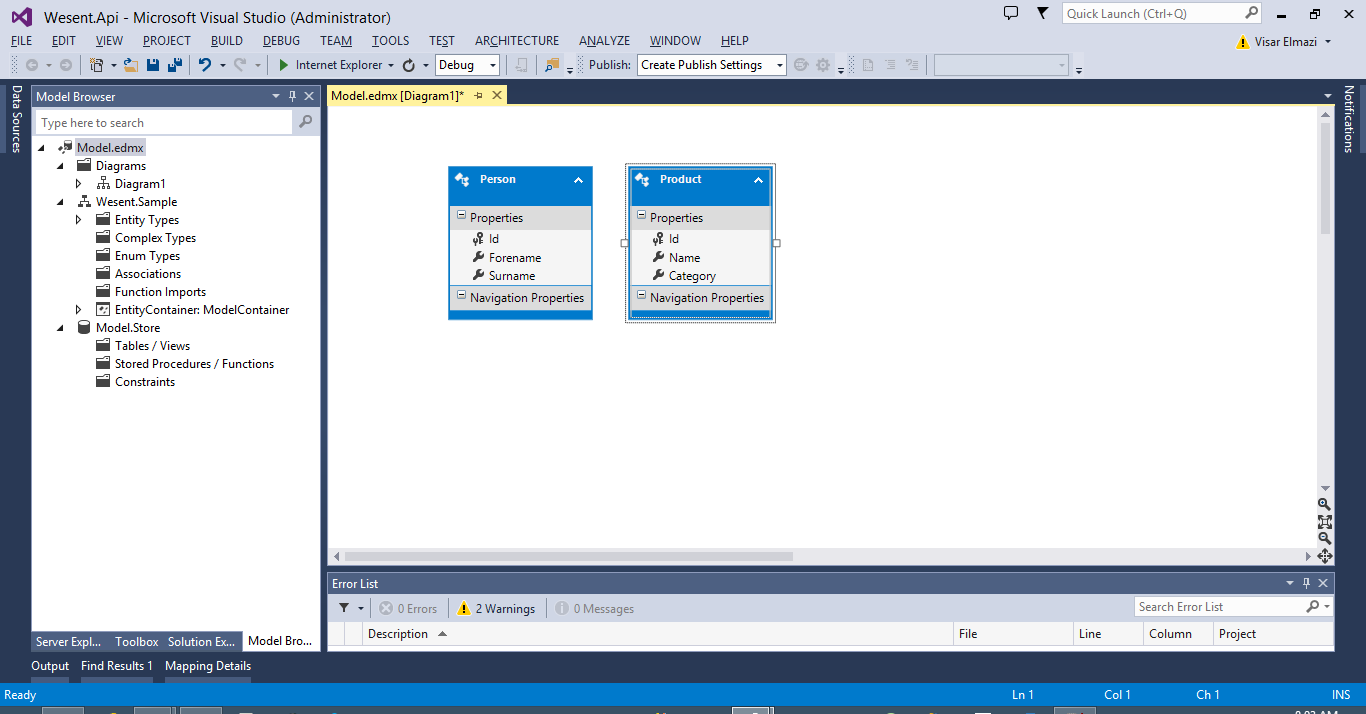 Wesent.Api - Microsoft Visual Studio (Administrator)
Quick Launch (Ctrl+Q)
FILE EDIT VIEW PROJECT BUILD DEBUG TEAM TOOLS TEST ARCHITECTURE ANALYZE WINDOW HELP
Visar Elmazi
Internet Explorer Debug Publish: Create Publish Settings
Data Sources
Model Browser
Type here to search
Model.edmx
Diagrams
Diagram1
Wesent.Sample
Entity Types
Complex Types
Enum Types
Associations
Function Imports
EntityContainer: ModelContainer
Model.Store
Tables / Views
Stored Procedures / Functions
Constraints
Server Expl... Toolbox Solution Ex... Model Bro...
Model.edmx [Diagram1]*
Person
Properties
Id
Forename
Surname
Navigation Properties
Product
Properties
Id
Name
Category
Navigation Properties
Notifications
Error List
0 Errors 2 Warnings 0 Messages
Search Error List
Description File Line Column Project
Output Find Results 1 Mapping Details
Ready Ln 1 Col 1 Ch 1 INS